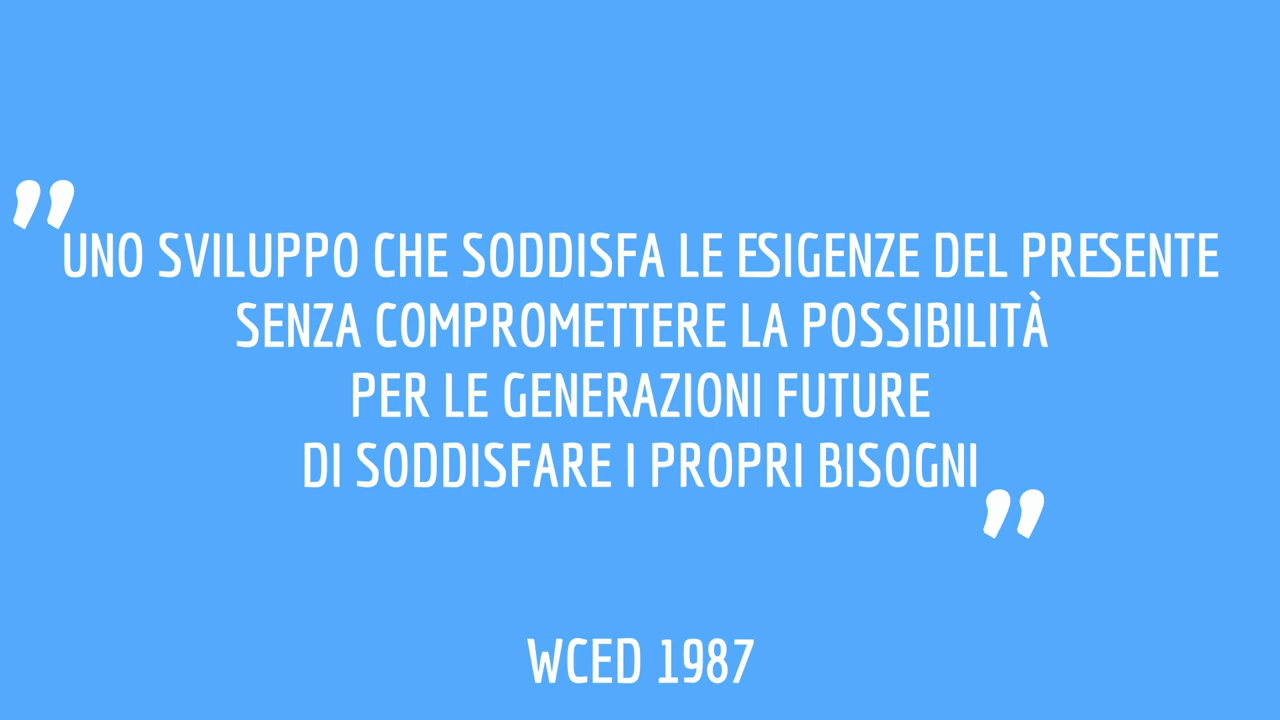 ”UNO SVILUPPO CHE SODDISFA LE ESIGENZE DEL PRESENTE
SENZA COMPROMETTERE LA POSSIBILITÀ
PER LE GENERAZIONI FUTURE
DI SODDISFARE I PROPRI BISOGNI”
WCED 1987